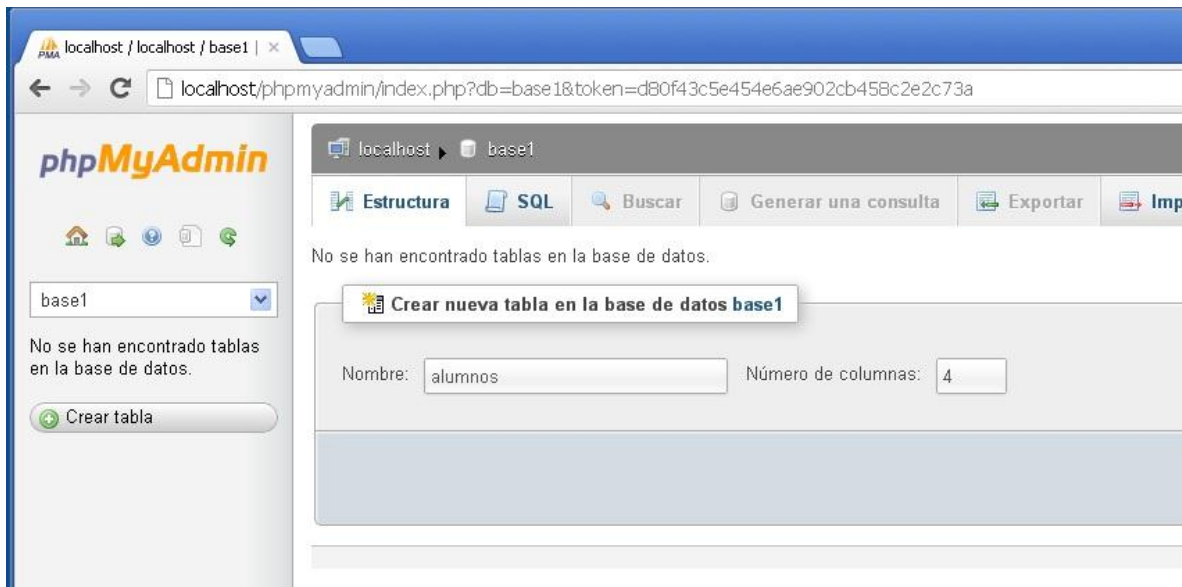 PMA localhost / localhost / base1 | ×
localhost/phpmyadmin/index.php?db=base1&token=d80f43c5e454e6ae902cb458c2e2c73a
phpMyAdmin
localhost ▸ base1
Estructura SQL Buscar Generar una consulta Exportar Imp
No se han encontrado tablas en la base de datos.
base1
Crear nueva tabla en la base de datos base1
No se han encontrado tablas
en la base de datos.
Nombre: alumnos Número de columnas: 4
Crear tabla